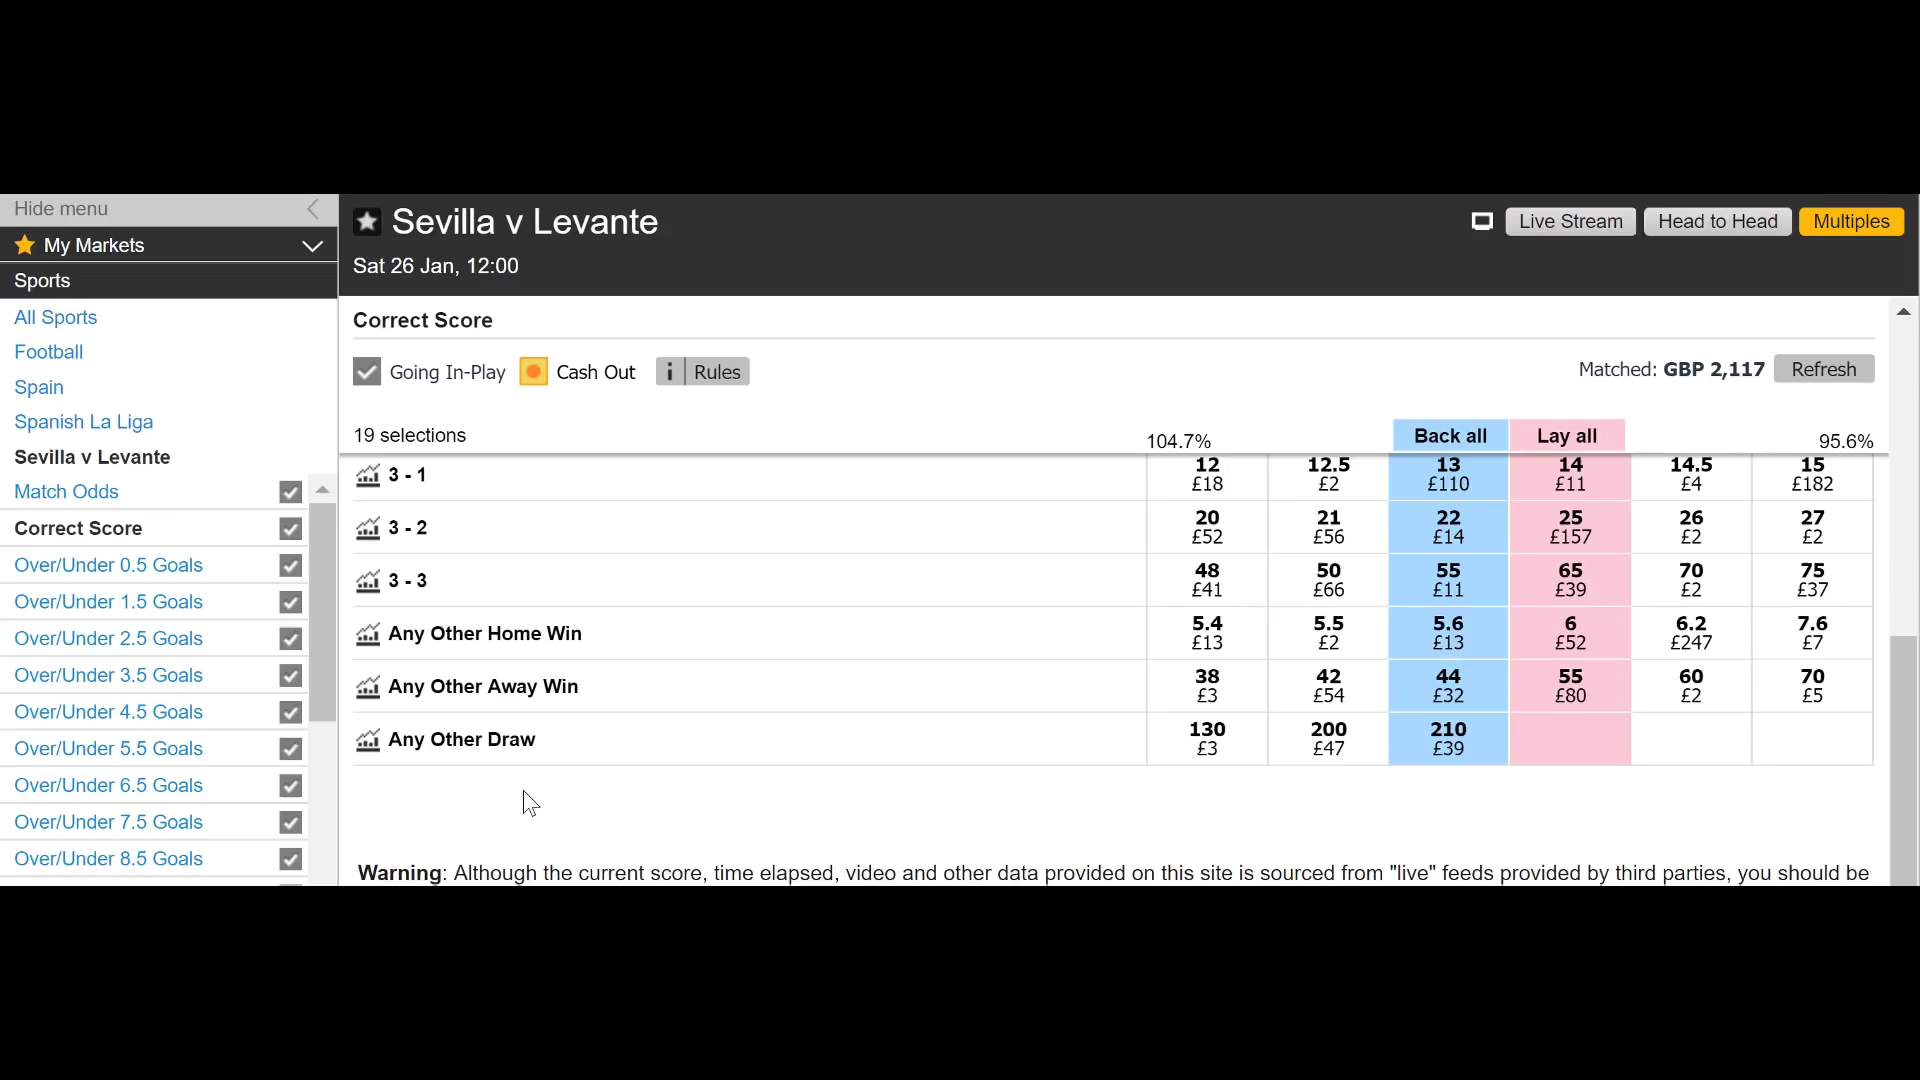 Hide menu
My Markets
Sports
All Sports
Football
Spain
Spanish La Liga
Sevilla v Levante
Match Odds
Correct Score
Over/Under 0.5 Goals
Over/Under 1.5 Goals
Over/Under 2.5 Goals
Over/Under 3.5 Goals
Over/Under 4.5 Goals
Over/Under 5.5 Goals
Over/Under 6.5 Goals
Over/Under 7.5 Goals
Over/Under 8.5 Goals
Sevilla v Levante
Live Stream Head to Head Multiples
Sat 26 Jan, 12:00
Correct Score
Going In-Play Cash Out i Rules
Matched: GBP 2,117 Refresh
19 selections 104.7% Back all Lay all 95.6%
3 - 1 12 12.5 13 14 14.5 15
£18 £2 £110 £11 £4 £182
3 - 2 20 21 22 25 26 27
£52 £56 £14 £157 £2 £2
3 - 3 48 50 55 65 70 75
£41 £66 £11 £39 £2 £37
Any Other Home Win 5.4 5.5 5.6 6 6.2 7.6
£13 £2 £13 £52 £247 £7
Any Other Away Win 38 42 44 55 60 70
£3 £54 £32 £80 £2 £5
Any Other Draw 130 200 210
£3 £47 £39
Warning: Although the current score, time elapsed, video and other data provided on this site is sourced from "live" feeds provided by third parties, you should be